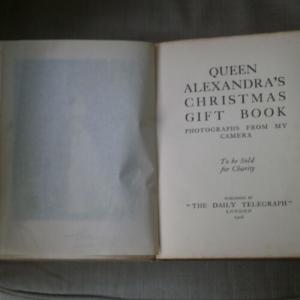 QUEEN
ALEXANDRA'S
CHRISTMAS
GIFT BOOK
PHOTOGRAPHS FROM MY
CAMERA
To be Sold
for Charity
PUBLISHED BY
"THE DAILY TELEGRAPH"
LONDON
1908